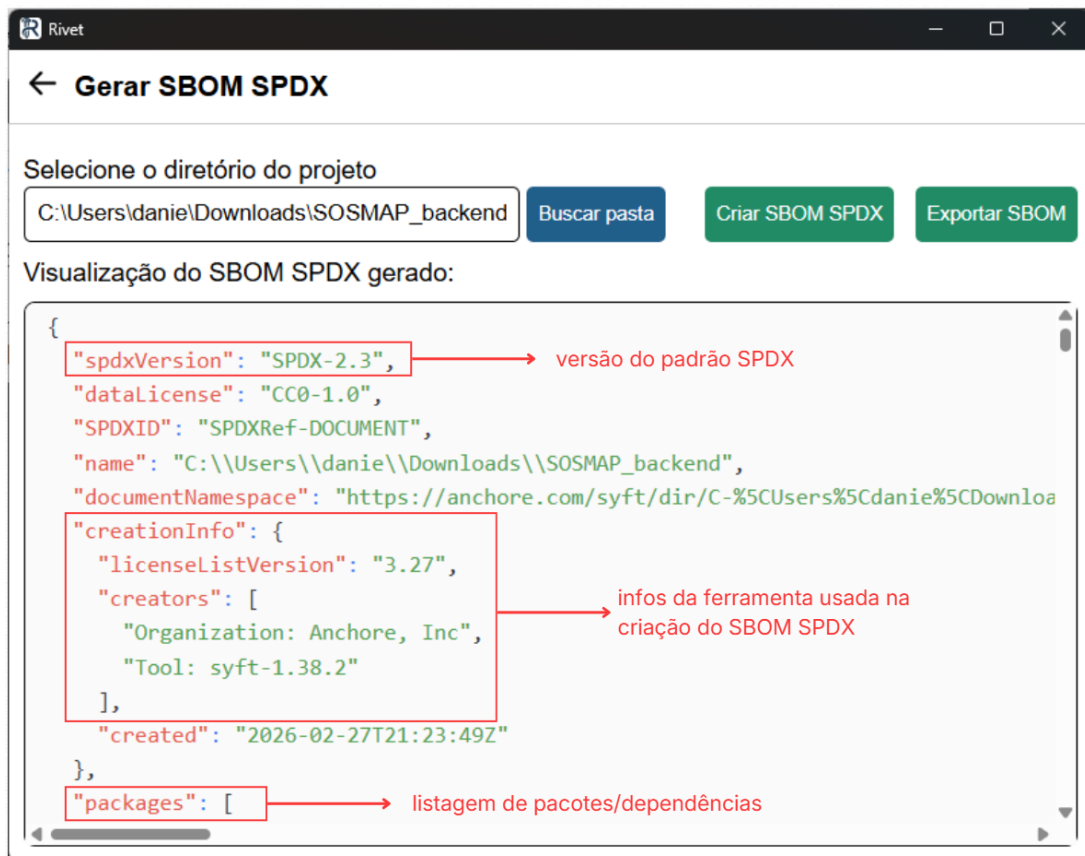 Rivet
Gerar SBOM SPDX
Selecione o diretório do projeto
C:\Users\danie\Downloads\SOSMAP_backend
Buscar pasta
Criar SBOM SPDX
Exportar SBOM
Visualização do SBOM SPDX gerado:
{
"spdxVersion": "SPDX-2.3",
versão do padrão SPDX
"dataLicense": "CC0-1.0",
"SPDXID": "SPDXRef-DOCUMENT",
"name": "C:\\Users\\danie\\Downloads\\SOSMAP_backend",
"documentNamespace": "https://anchore.com/syft/dir/C-%5CUsers%5Cdanie%5CDownloa
"creationInfo": {
"licenseListVersion": "3.27",
"creators": [
"Organization: Anchore, Inc",
"Tool: syft-1.38.2"
],
infos da ferramenta usada na
criação do SBOM SPDX
"created": "2026-02-27T21:23:49Z"
},
"packages": [
listagem de pacotes/dependências